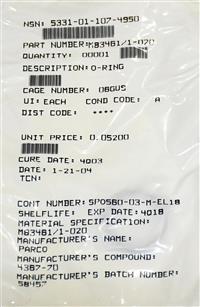 NSN: 5331-01-107-4950
PART NUMBER: M83461/1-020
QUANTITY: 00001
DESCRIPTION: O-RING
CAGE NUMBER: 0BGU5
UI: EACH COND CODE: A
DIST CODE: ****
UNIT PRICE: 0.05200
CURE DATE: 4Q03
DATE: 1-21-04
TCN:
CONT NUMBER: SP0560-03-M-EL18
SHELFLIFE: EXP DATE: 4Q18
MATERIAL SPECIFICATION:
M83461/1-020
MANUFACTURER'S NAME:
PARCO
MANUFACTURER'S COMPOUND:
4367-70
MANUFACTURER'S BATCH NUMBER:
58457